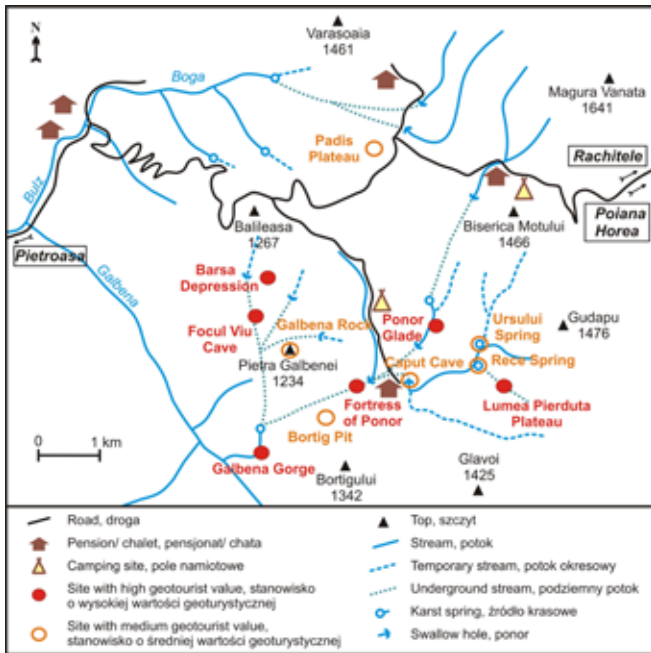 N
Varasoaia
1461
Boga
Magura Vanata
1641
Padis
Plateau
Rachitele
Bulz
Poiana
Horea
Balileasa
1267
Biserica Motului
1466
Pietroasa
Barsa
Depression
Galbena
Ursului
Spring
Gudapu
1476
Focul Viu
Cave
Galbena Rock
Ponor
Glade
Rece Spring
Pietra Galbenei
1234
Caput Cave
Fortress
of Ponor
Lumea Pierduta
Plateau
0 1 km
Bortig Pit
Galbena Gorge
Bortigului
1342
Glavoi
1425
Road, droga
Pension/ chalet, pensjonat/ chata
Camping site, pole namiotowe
Site with high geotourist value, stanowisko
o wysokiej wartości geoturystycznej
Site with medium geotourist value,
stanowisko o średniej wartości geoturystycznej
Top, szczyt
Stream, potok
Temporary stream, potok okresowy
Underground stream, podziemny potok
Karst spring, źródło krasowe
Swallow hole, ponor